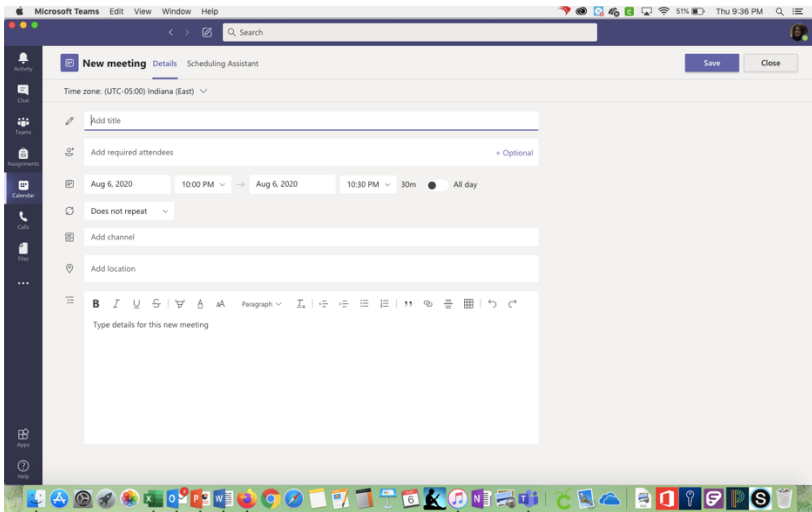 Microsoft Teams Edit View Window Help 51% Thu 9:36 PM
Search
Activity
Chat
Teams
Assignments
Calendar
Calls
Files
Apps
Help
New meeting Details Scheduling Assistant Save Close
Time zone: (UTC-05:00) Indiana (East)
Add title
Add required attendees + Optional
Aug 6, 2020 10:00 PM → Aug 6, 2020 10:30 PM 30m All day
Does not repeat
Add channel
Add location
B I U S A AA Paragraph
Type details for this new meeting
6